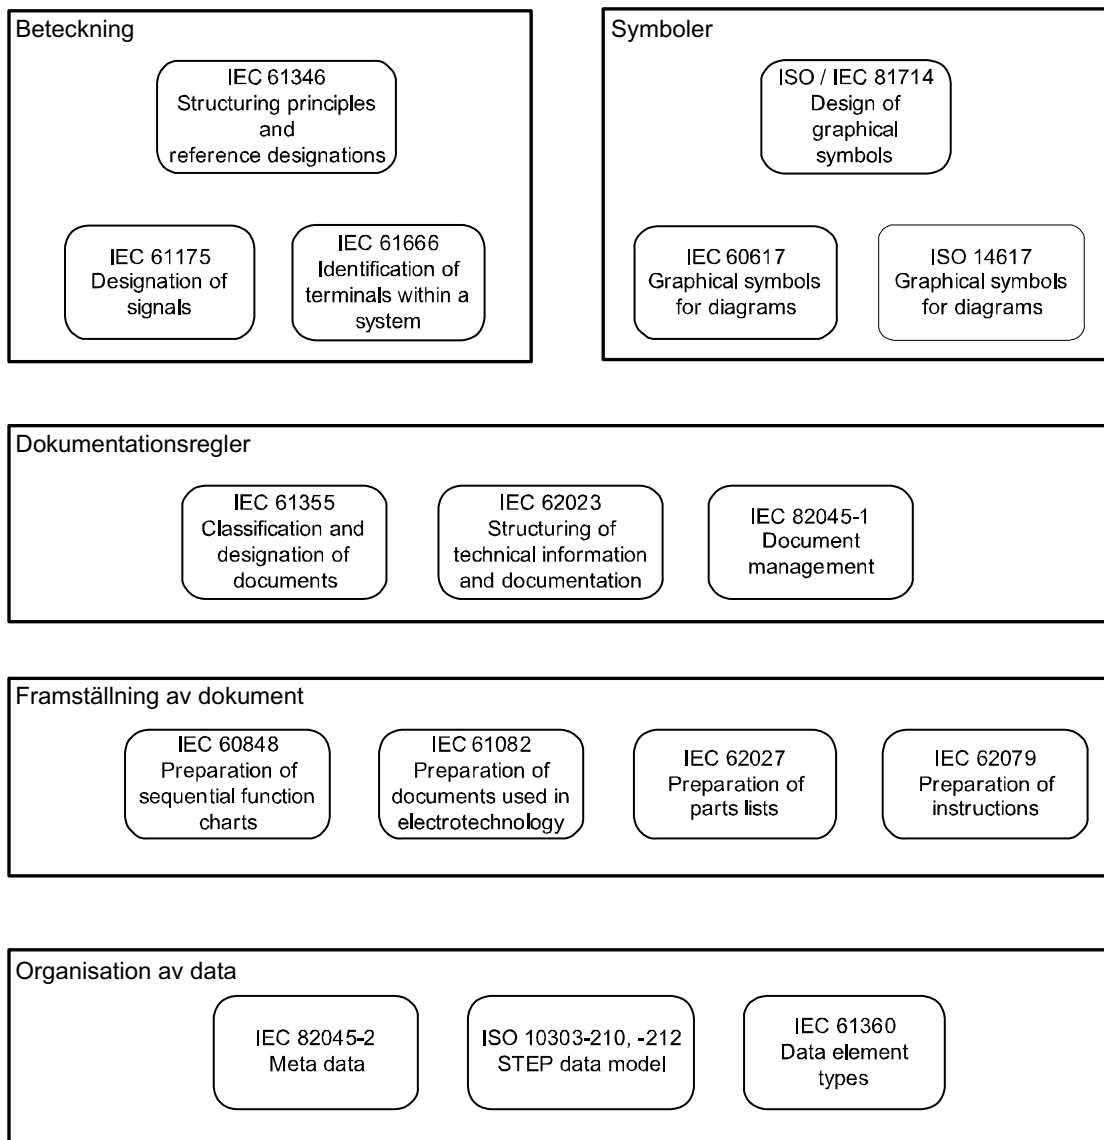 Beteckning
IEC 61346
Structuring principles
and
reference designations
IEC 61175
Designation of
signals
IEC 61666
Identification of
terminals within a
system
Symboler
ISO / IEC 81714
Design of
graphical
symbols
IEC 60617
Graphical symbols
for diagrams
ISO 14617
Graphical symbols
for diagrams
Dokumentationsregler
IEC 61355
Classification and
designation of
documents
IEC 62023
Structuring of
technical information
and documentation
IEC 82045-1
Document
management
Framställning av dokument
IEC 60848
Preparation of
sequential function
charts
IEC 61082
Preparation of
documents used in
electrotechnology
IEC 62027
Preparation of
parts lists
IEC 62079
Preparation of
instructions
Organisation av data
IEC 82045-2
Meta data
ISO 10303-210, -212
STEP data model
IEC 61360
Data element
types